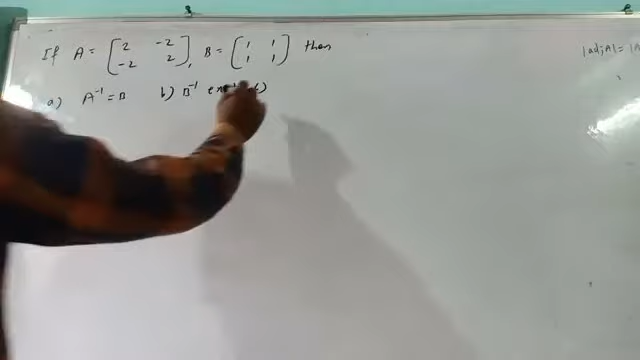 If A = [2 -2 -2 2], B = [1 1 1 1] then
|adjA| = |A
a) A⁻¹ = B b) B⁻¹ c)